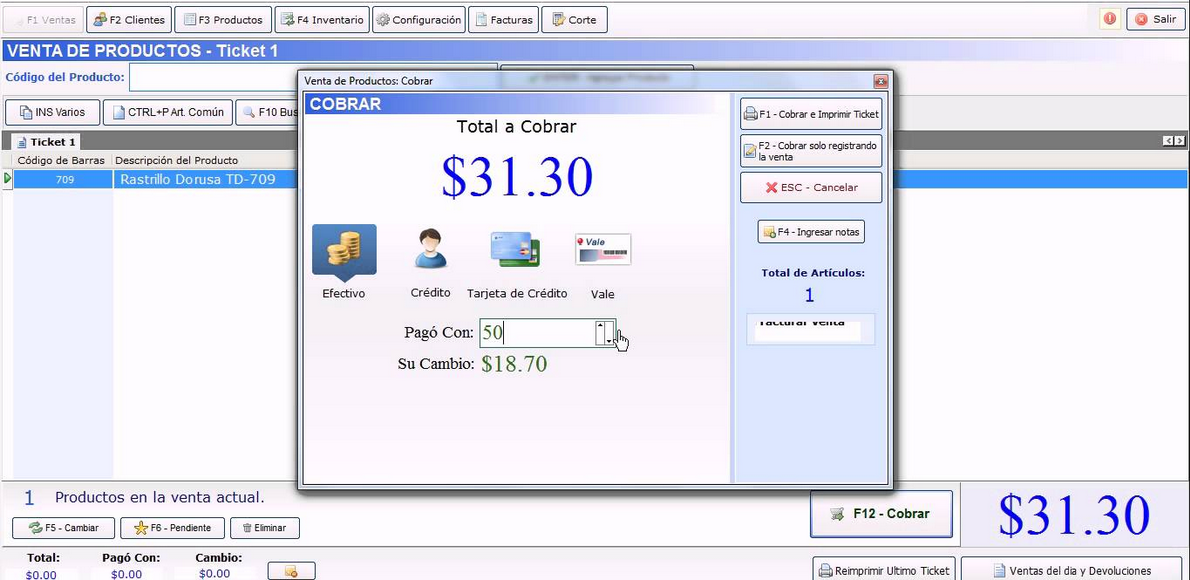 F1 Ventas
F2 Clientes
F3 Productos
F4 Inventario
Configuración
Facturas
Corte
Salir
VENTA DE PRODUCTOS - Ticket 1
Código del Producto:
INS Varios
CTRL+P Art. Común
F10 Bus
Ticket 1
Código de Barras
Descripción del Producto
709
Rastrillo Dorusa TD-709
Venta de Productos: Cobrar
COBRAR
Total a Cobrar
$31.30
Efectivo
Crédito
Tarjeta de Crédito
Vale
Vale
Pagó Con:
50
Su Cambio:
$18.70
F1 - Cobrar e Imprimir Ticket
F2 - Cobrar solo registrando
la venta
ESC - Cancelar
F4 - Ingresar notas
Total de Artículos:
1
Facturar Venta
1 Productos en la venta actual.
F5 - Cambiar
F6 - Pendiente
Eliminar
F12 - Cobrar
$31.30
Total:
Pagó Con:
Cambio:
$0.00
$0.00
$0.00
Reimprimir Ultimo Ticket
Ventas del dia y Devoluciones